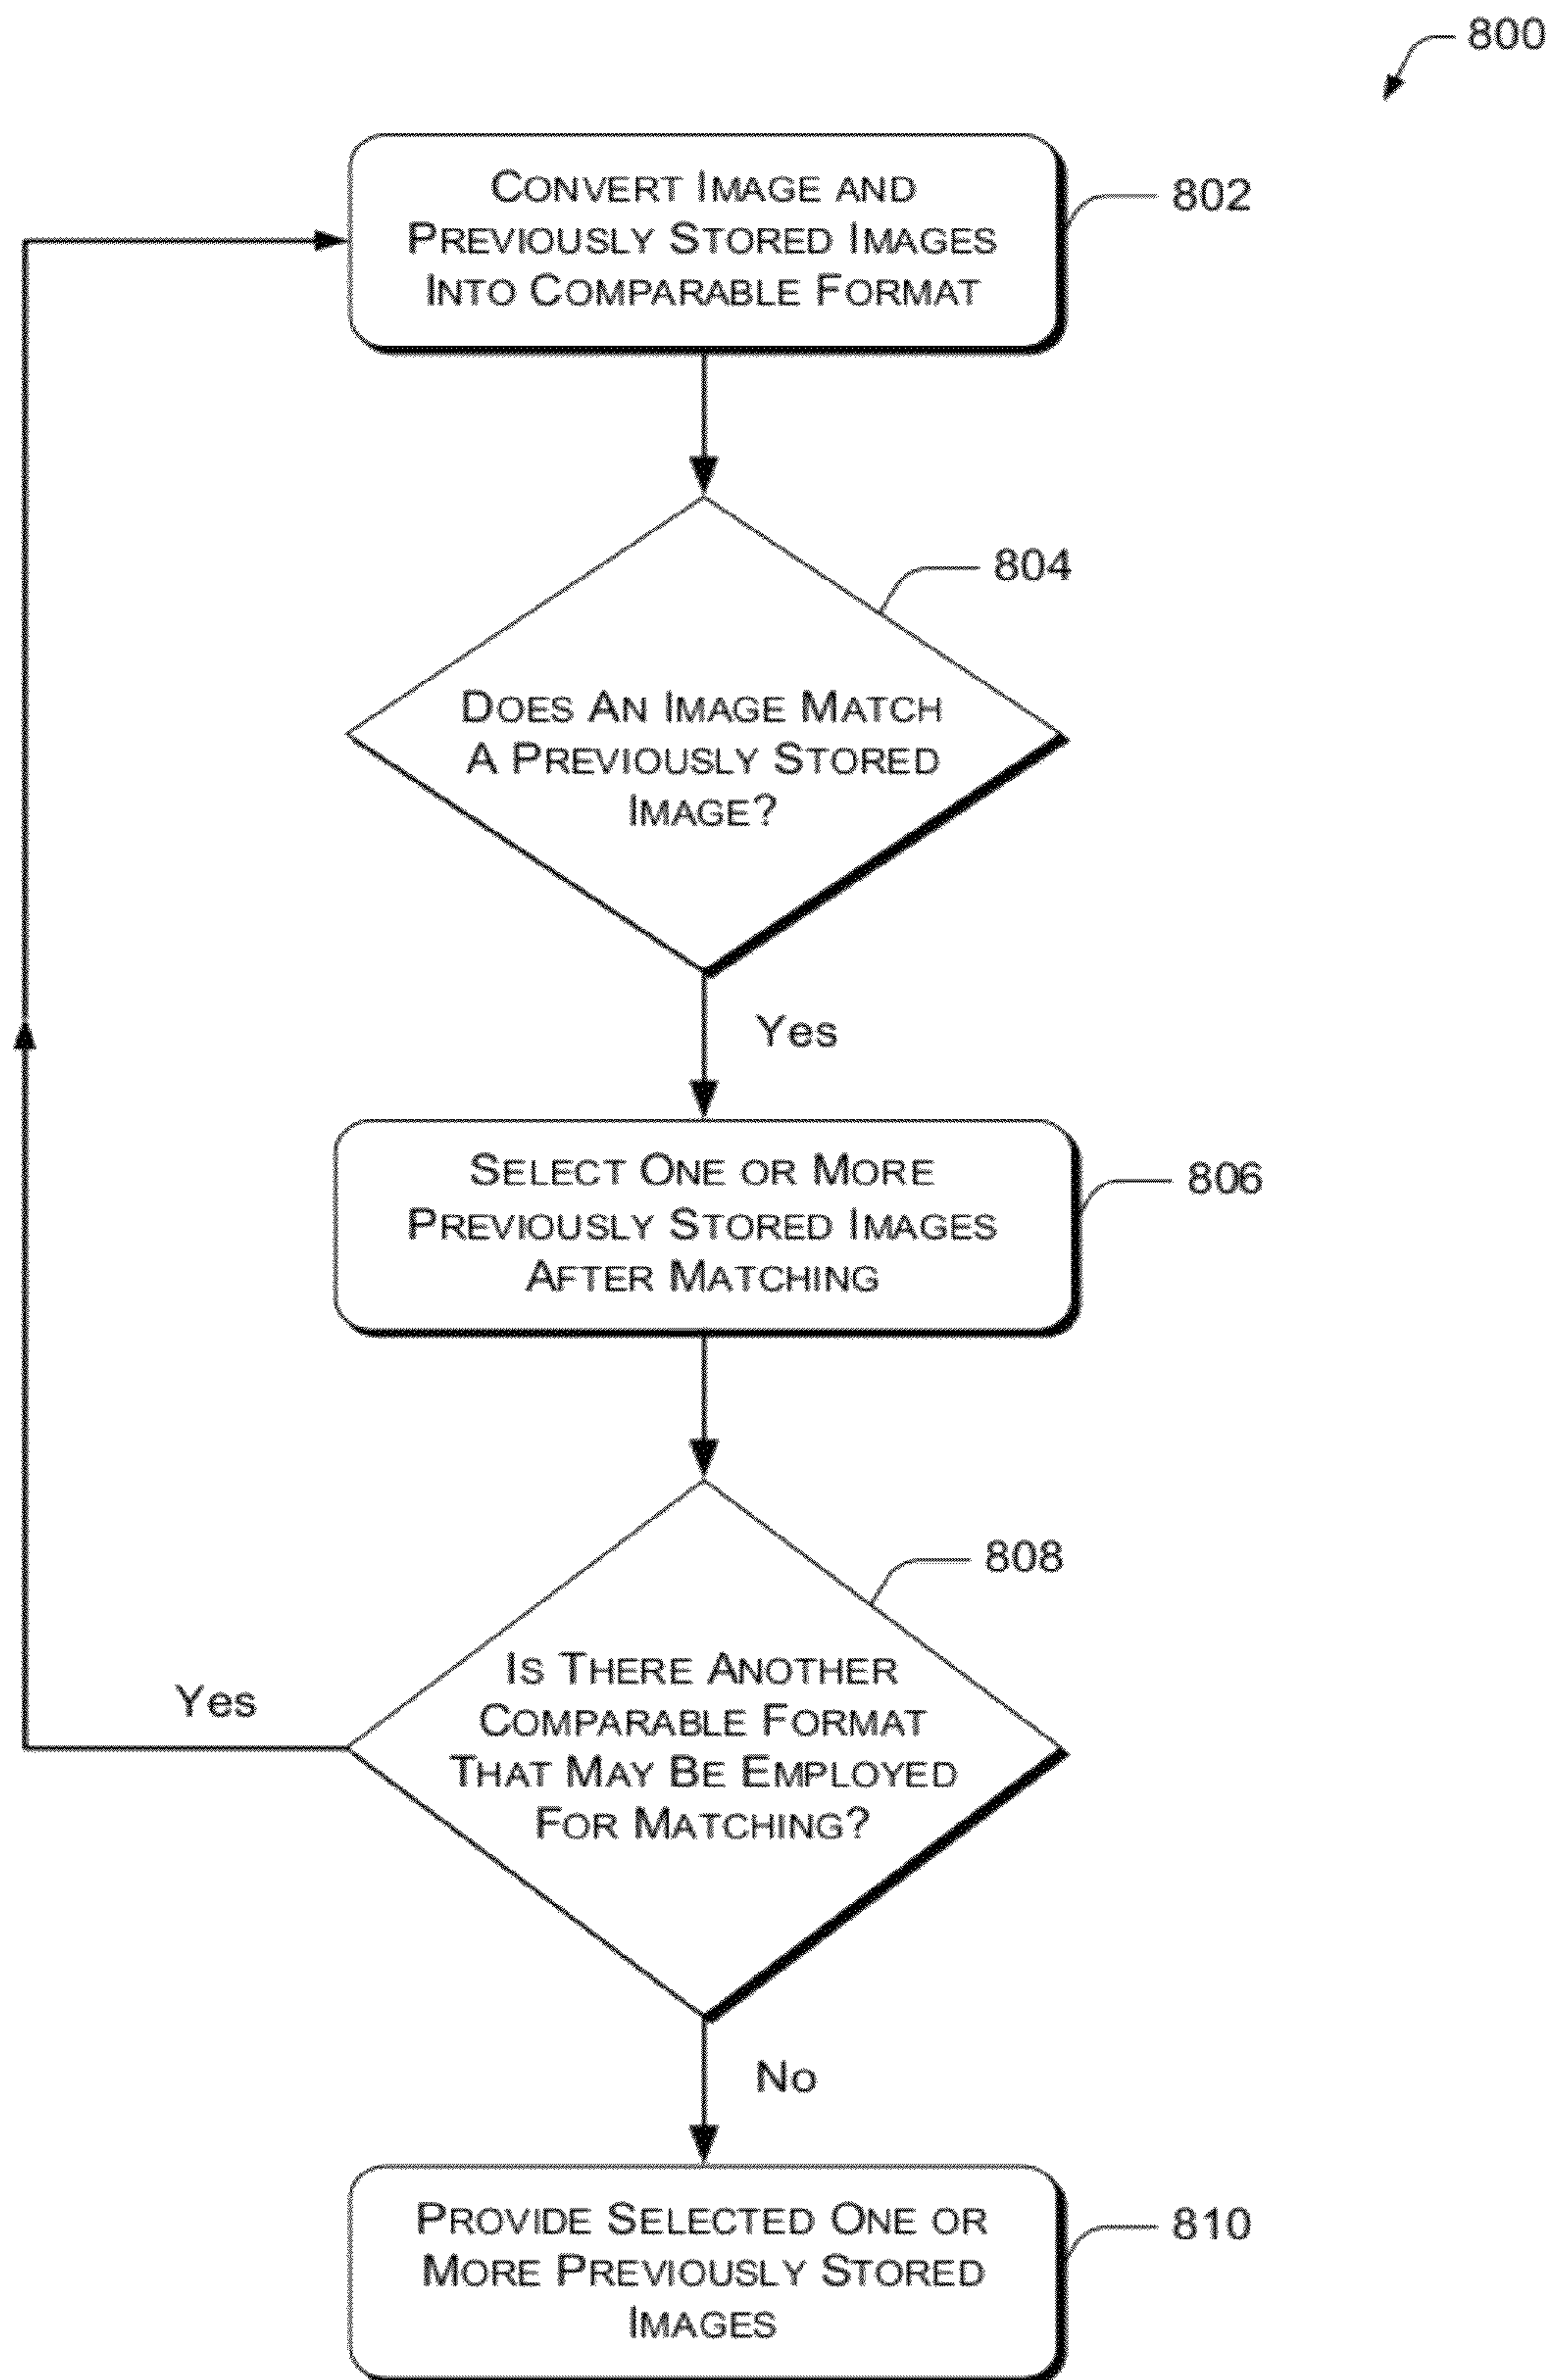 800
CONVERT IMAGE AND
PREVIOUSLY STORED IMAGES
INTO COMPARABLE FORMAT
802
804
DOES AN IMAGE MATCH
A PREVIOUSLY STORED
IMAGE?
Yes
SELECT ONE OR MORE
PREVIOUSLY STORED IMAGES
AFTER MATCHING
806
808
IS THERE ANOTHER
COMPARABLE FORMAT
THAT MAY BE EMPLOYED
FOR MATCHING?
Yes
No
PROVIDE SELECTED ONE OR
MORE PREVIOUSLY STORED
IMAGES
810